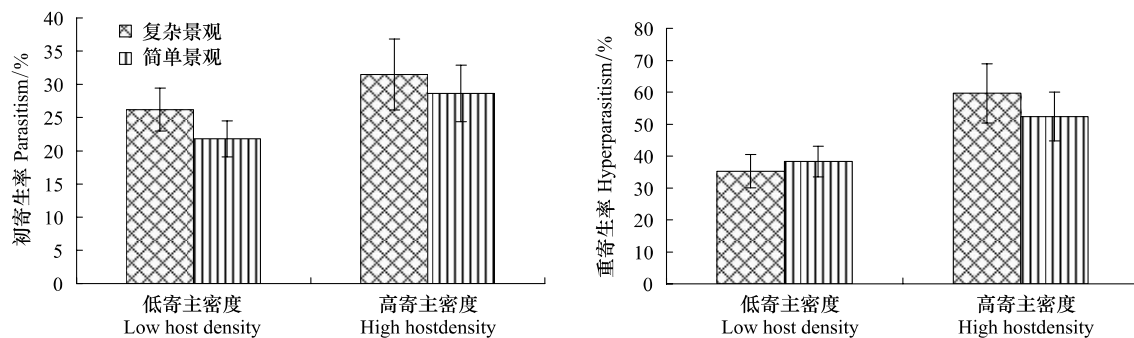 初寄生率 Parasitism/%
40
35
30
25
20
15
10
5
0
复杂景观
简单景观
低寄主密度
Low host density
高寄主密度
High hostdensity
重寄生率 Hyperparasitism/%
80
70
60
50
40
30
20
10
0
低寄主密度
Low host density
高寄主密度
High hostdensity